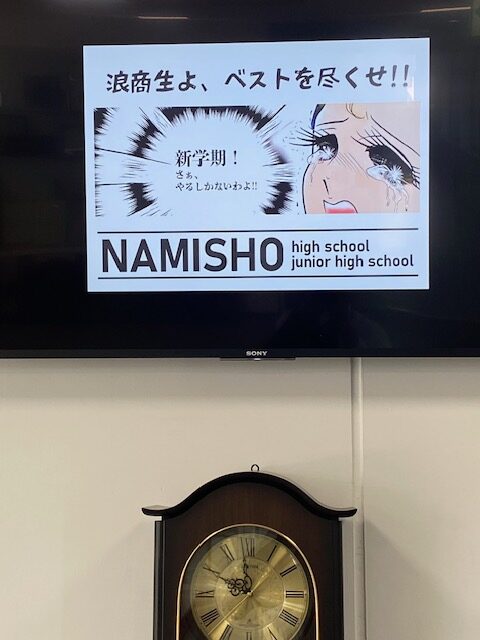 浪商生よ、ベストを尽くせ!!
新学期！
さぁ、
やるしかないわよ!!
NAMISHO
high school
junior high school
SONY